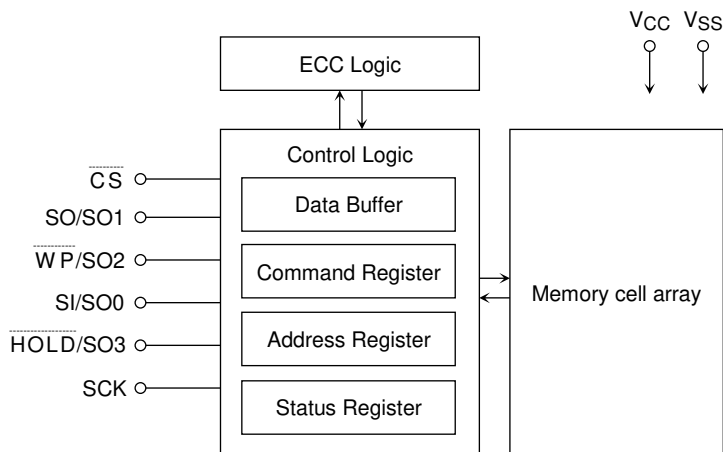 VCC VSS
ECC Logic
Control Logic
CS
Data Buffer
SO/SO1
WP/SO2
Command Register
SI/SO0
Memory cell array
HOLD/SO3
Address Register
SCK
Status Register